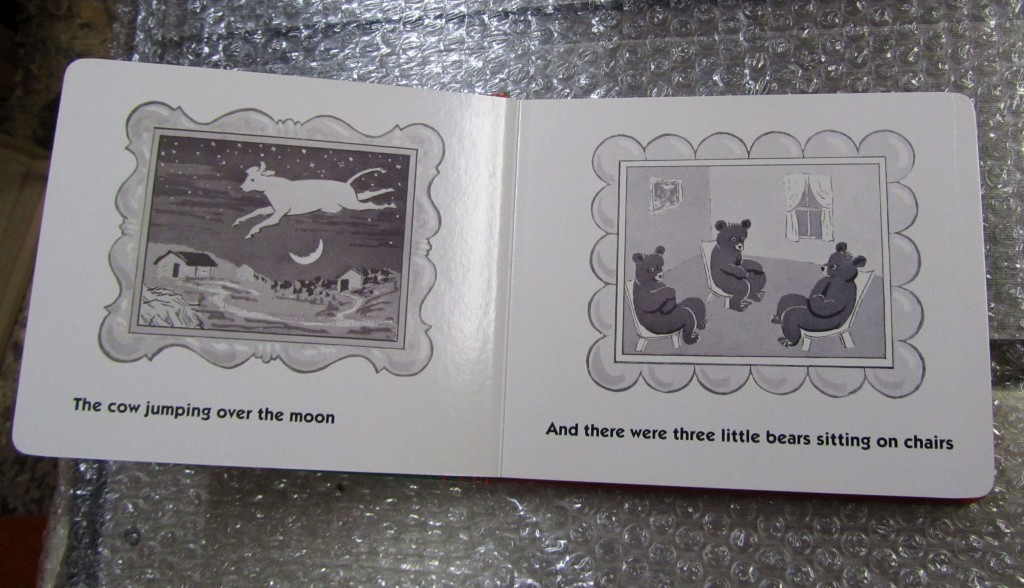 The cow jumping over the moon
And there were three little bears sitting on chairs